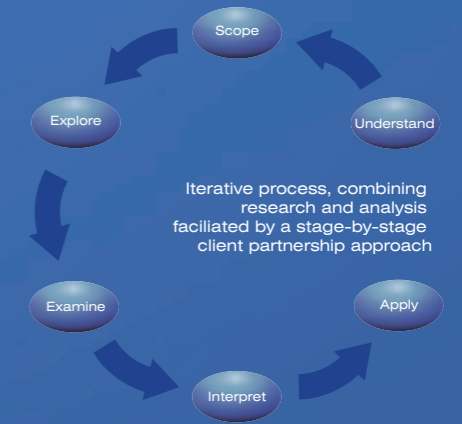 Scope
Explore
Understand
Iterative process, combining
research and analysis
faciliated by a stage-by-stage
client partnership approach
Examine
Apply
Interpret